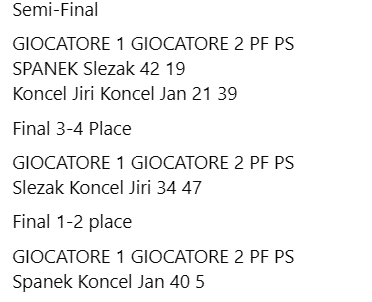 Semi-Final
GIOCATORE 1 GIOCATORE 2 PF PS
SPANEK Slezak 42 19
Koncel Jiri Koncel Jan 21 39
Final 3-4 Place
GIOCATORE 1 GIOCATORE 2 PF PS
Slezak Koncel Jiri 34 47
Final 1-2 place
GIOCATORE 1 GIOCATORE 2 PF PS
Spanek Koncel Jan 40 5